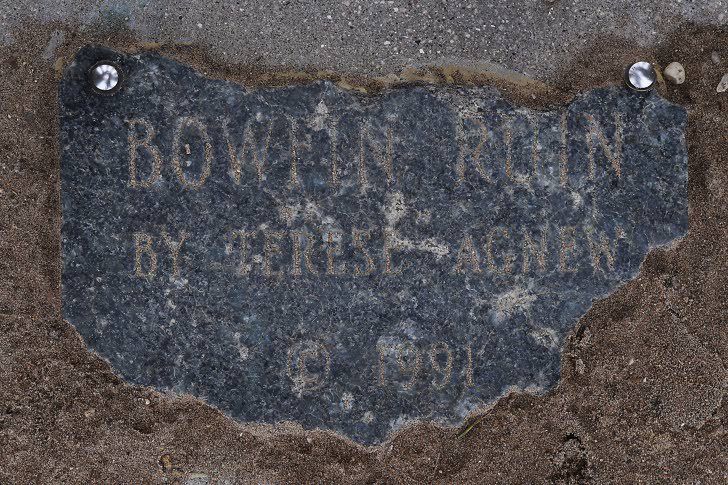 BOWFIN RUIN
BY TERESE AGNEW
© 1991